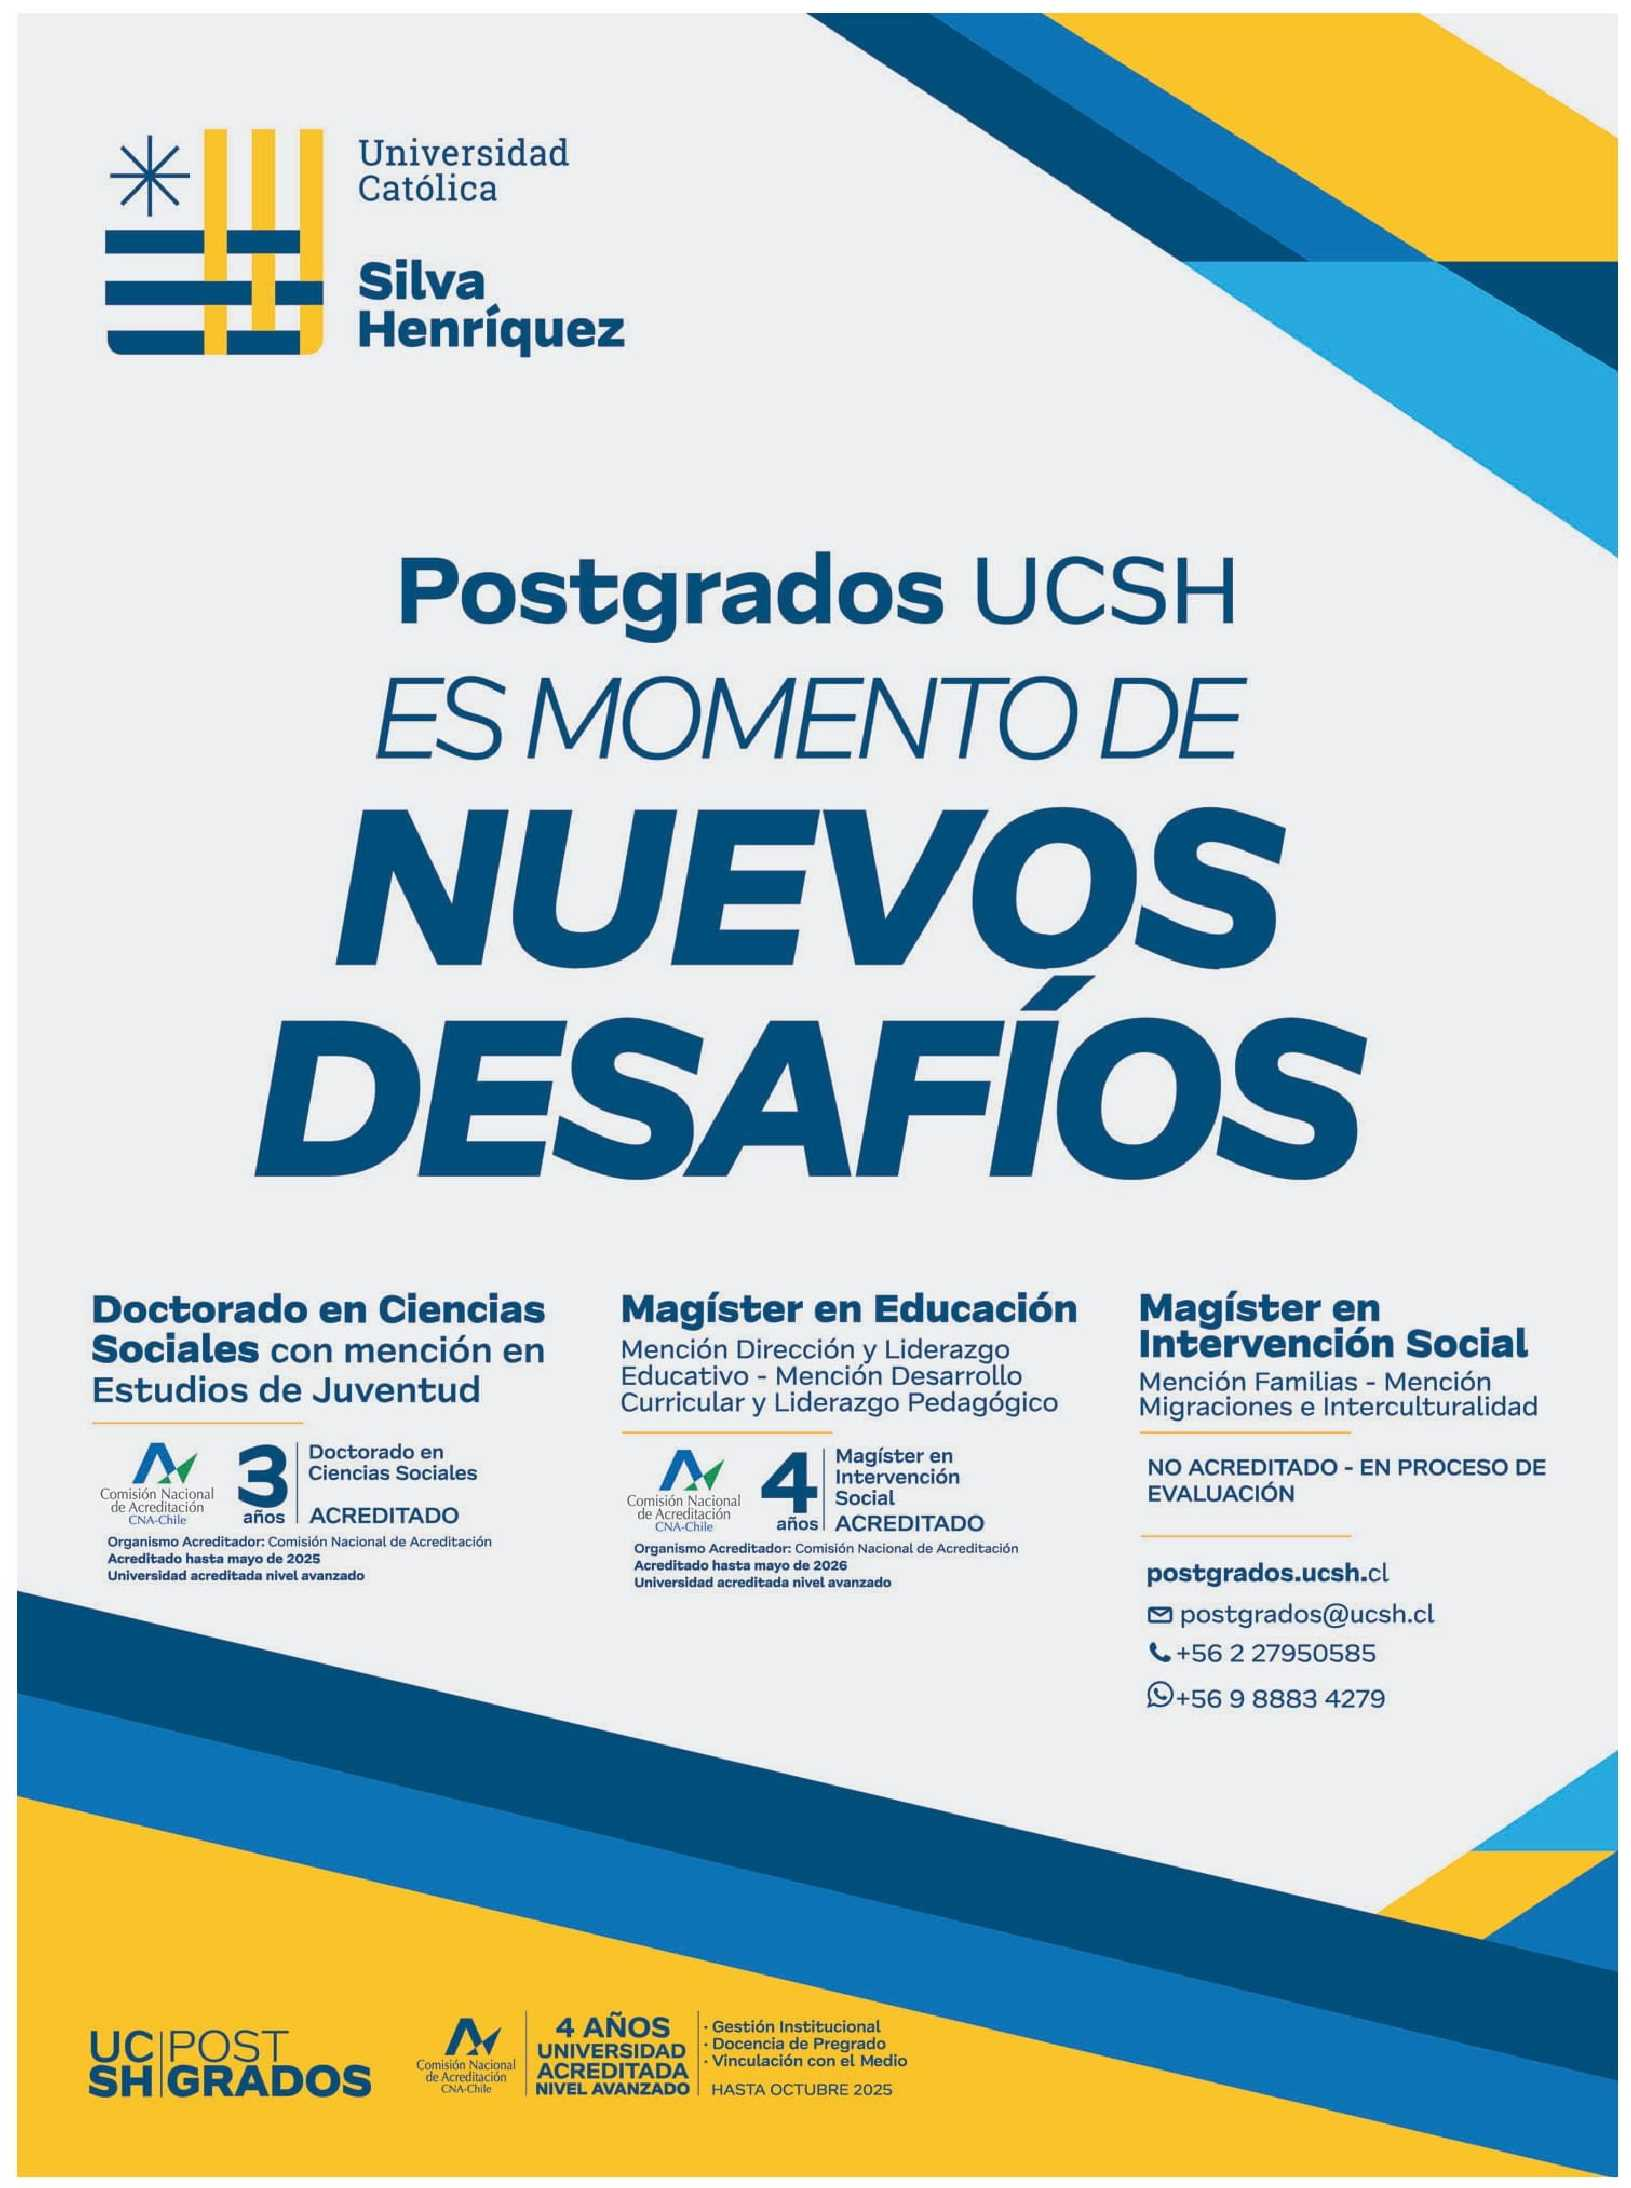 Universidad
Católica
Silva
Henríquez
Postgrados UCSH
ES MOMENTO DE
NUEVOS
DESAFÍOS
Doctorado en Ciencias
Sociales con mención en
Estudios de Juventud
Comisión Nacional
de Acreditación
CNA-Chile
3
años
Doctorado en
Ciencias Sociales
ACREDITADO
Organismo Acreditador: Comisión Nacional de Acreditación
Acreditado hasta mayo de 2025
Universidad acreditada nivel avanzado
Magíster en Educación
Mención Dirección y Liderazgo
Educativo - Mención Desarrollo
Curricular y Liderazgo Pedagógico
Comisión Nacional
de Acreditación
CNA-Chile
4
años
Magíster en
Intervención
Social
ACREDITADO
Organismo Acreditador: Comisión Nacional de Acreditación
Acreditado hasta mayo de 2026
Universidad acreditada nivel avanzado
Magíster en
Intervención Social
Mención Familias - Mención
Migraciones e Interculturalidad
NO ACREDITADO - EN PROCESO DE
EVALUACIÓN
postgrados.ucsh.cl
postgrados@ucsh.cl
+56 2 27950585
+56 9 8883 4279
UC|POST
SH|GRADOS
Comisión Nacional
de Acreditación
CNA-Chile
4 AÑOS
UNIVERSIDAD
ACREDITADA
NIVEL AVANZADO
· Gestión Institucional
· Docencia de Pregrado
· Vinculación con el Medio
HASTA OCTUBRE 2025